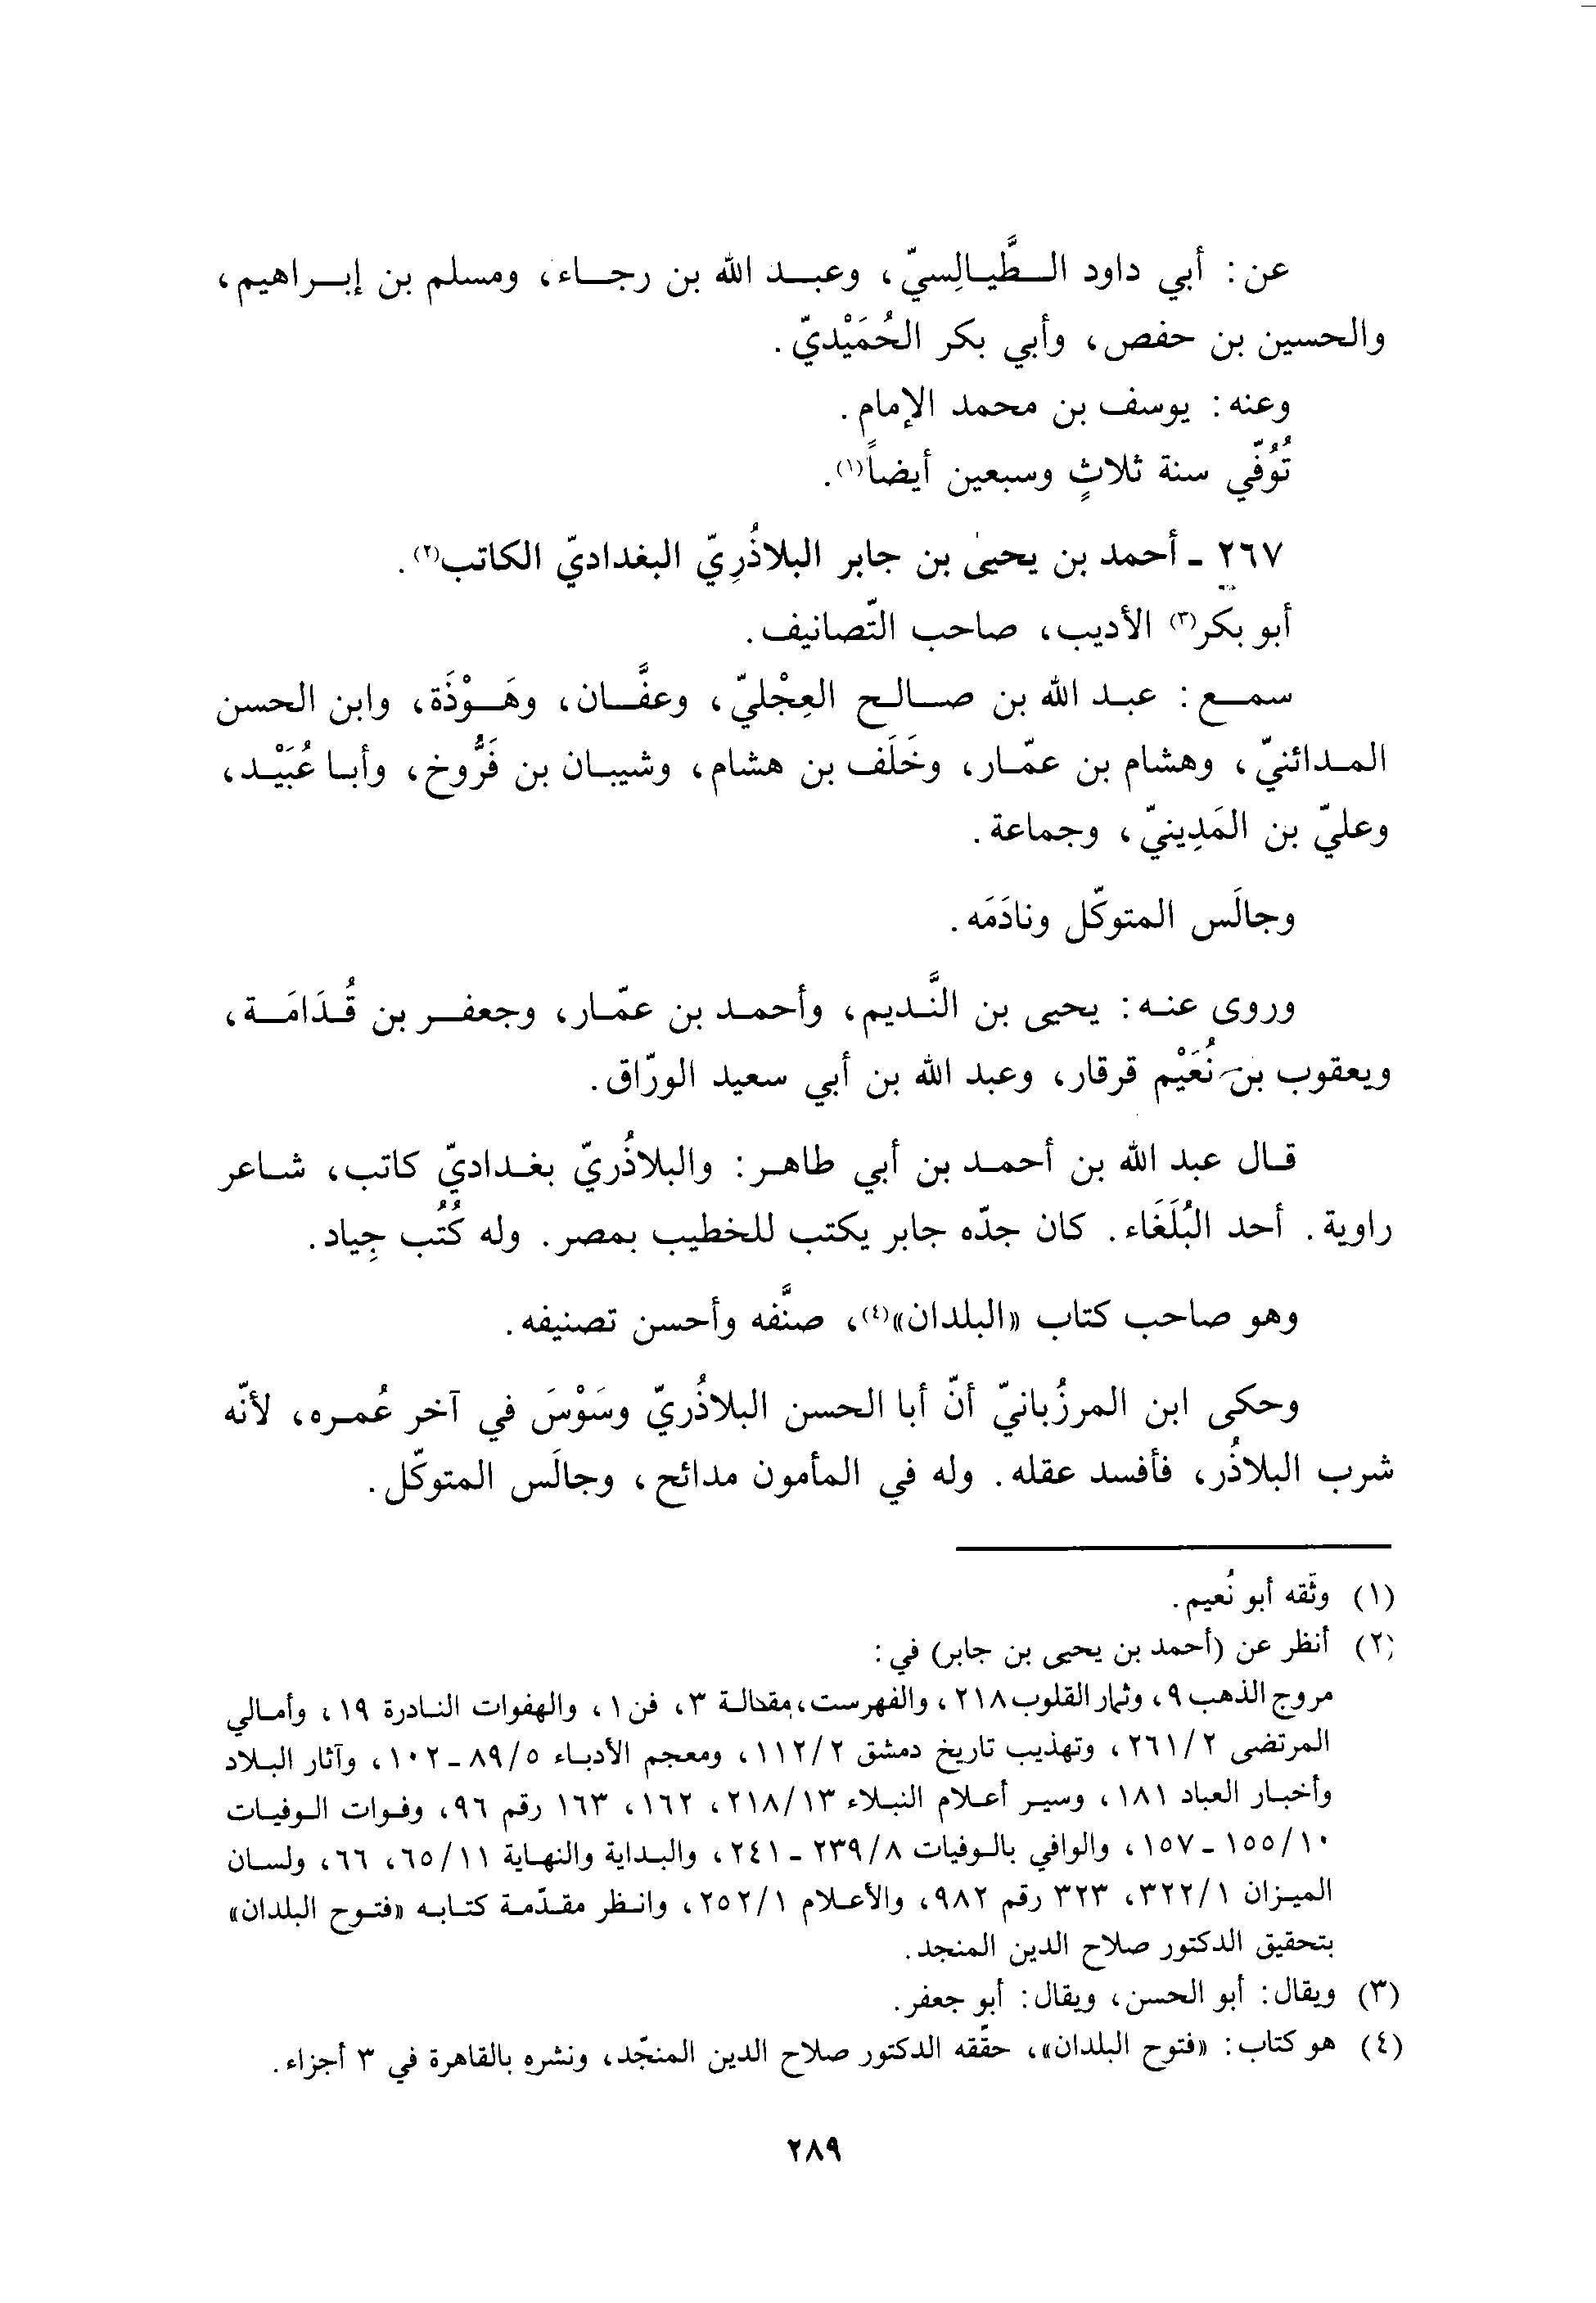 عن: أبي داود الطَّيالِسيّ، وعبد الله بن رجاء، ومسلم بن إبراهيم،
والحسين بن حفص، وأبي بكر الحُمَيْديّ.
وعنه: يوسف بن محمد الإمام.
تُوُفّي سنة ثلاثٍ وسبعين أيضاً(١).
٢٦٧ ـ أحمد بن يحيىٰ بن جابر البلاذُرِيّ البغداديّ الكاتب(٢).
أبو بكر(٣) الأديب، صاحب التّصانيف.
سمع: عبد الله بن صالح العِجْليّ، وعفَّان، وهَوْذَة، وابن الحسن
المدائنيّ، وهشام بن عمّار، وخَلَف بن هشام، وشيبان بن فَرُّوخ، وأبا عُبَيْد،
وعليّ بن المَدِينيّ، وجماعة.
وجالَس المتوكّل ونادَمَه.
وروى عنه: يحيى بن النَّديم، وأحمد بن عمّار، وجعفر بن قُدَامَة،
ويعقوب بن نُعَيْم قرقار، وعبد الله بن أبي سعيد الورّاق.
قال عبد الله بن أحمد بن أبي طاهر: والبلاذُريّ بغداديّ كاتب، شاعر
راوية. أحد البُلَغَاء. كان جدّه جابر يكتب للخطيب بمصر. وله كُتُب جِياد.
وهو صاحب كتاب «البلدان»(٤)، صنَّفه وأحسن تصنيفه.
وحكى ابن المرزُبانيّ أنّ أبا الحسن البلاذُريّ وسَوْسَ في آخر عُمره، لأنّه
شرب البلاذُر، فأفسد عقله. وله في المأمون مدائح، وجالَس المتوكّل.
(١) وثّقه أبو نُعيم.
(٢) أنظر عن (أحمد بن يحيى بن جابر) في:
مروج الذهب ٩، وثمار القلوب ٢١٨، والفهرست، مقالة ٣، فن ١، والهفوات النادرة ١٩، وأمالي
المرتضى ٢٦١/٢، وتهذيب تاريخ دمشق ١١٢/٢، ومعجم الأدباء ٨٩/٥ ـ ١٠٢، وآثار البلاد
وأخبار العباد ١٨١، وسير أعلام النبلاء ٢١٨/١٣، ١٦٢، ١٦٣ رقم ٩٦، وفوات الوفيات
١٥٥/١٠ ـ ١٥٧، والوافي بالوفيات ٢٣٩/٨ ـ ٢٤١، والبداية والنهاية ٦٥/١١، ٦٦، ولسان
الميزان ٣٢٢/١، ٣٢٣ رقم ٩٨٢، والأعلام ٢٥٢/١، وانظر مقدّمة كتابه «فتوح البلدان»
بتحقيق الدكتور صلاح الدين المنجد.
(٣) ويقال: أبو الحسن، ويقال: أبو جعفر.
(٤) هو كتاب: «فتوح البلدان»، حقّقه الدكتور صلاح الدين المنجّد، ونشره بالقاهرة في ٣ أجزاء.
٢٨٩